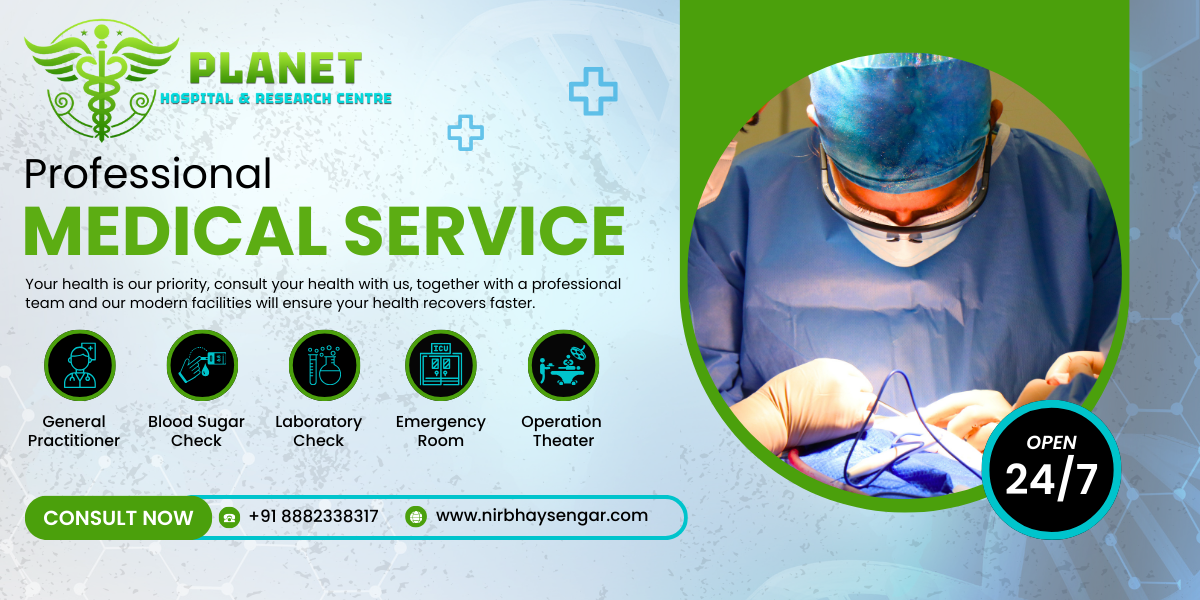 PLANET
HOSPITAL & RESEARCH CENTRE
Professional
MEDICAL SERVICE
Your health is our priority, consult your health with us, together with a professional
team and our modern facilities will ensure your health recovers faster.
ICU
General
Practitioner
Blood Sugar
Check
Laboratory
Check
Emergency
Room
Operation
Theater
CONSULT NOW
+91 8882338317
www.nirbhaysengar.com
OPEN
24/7